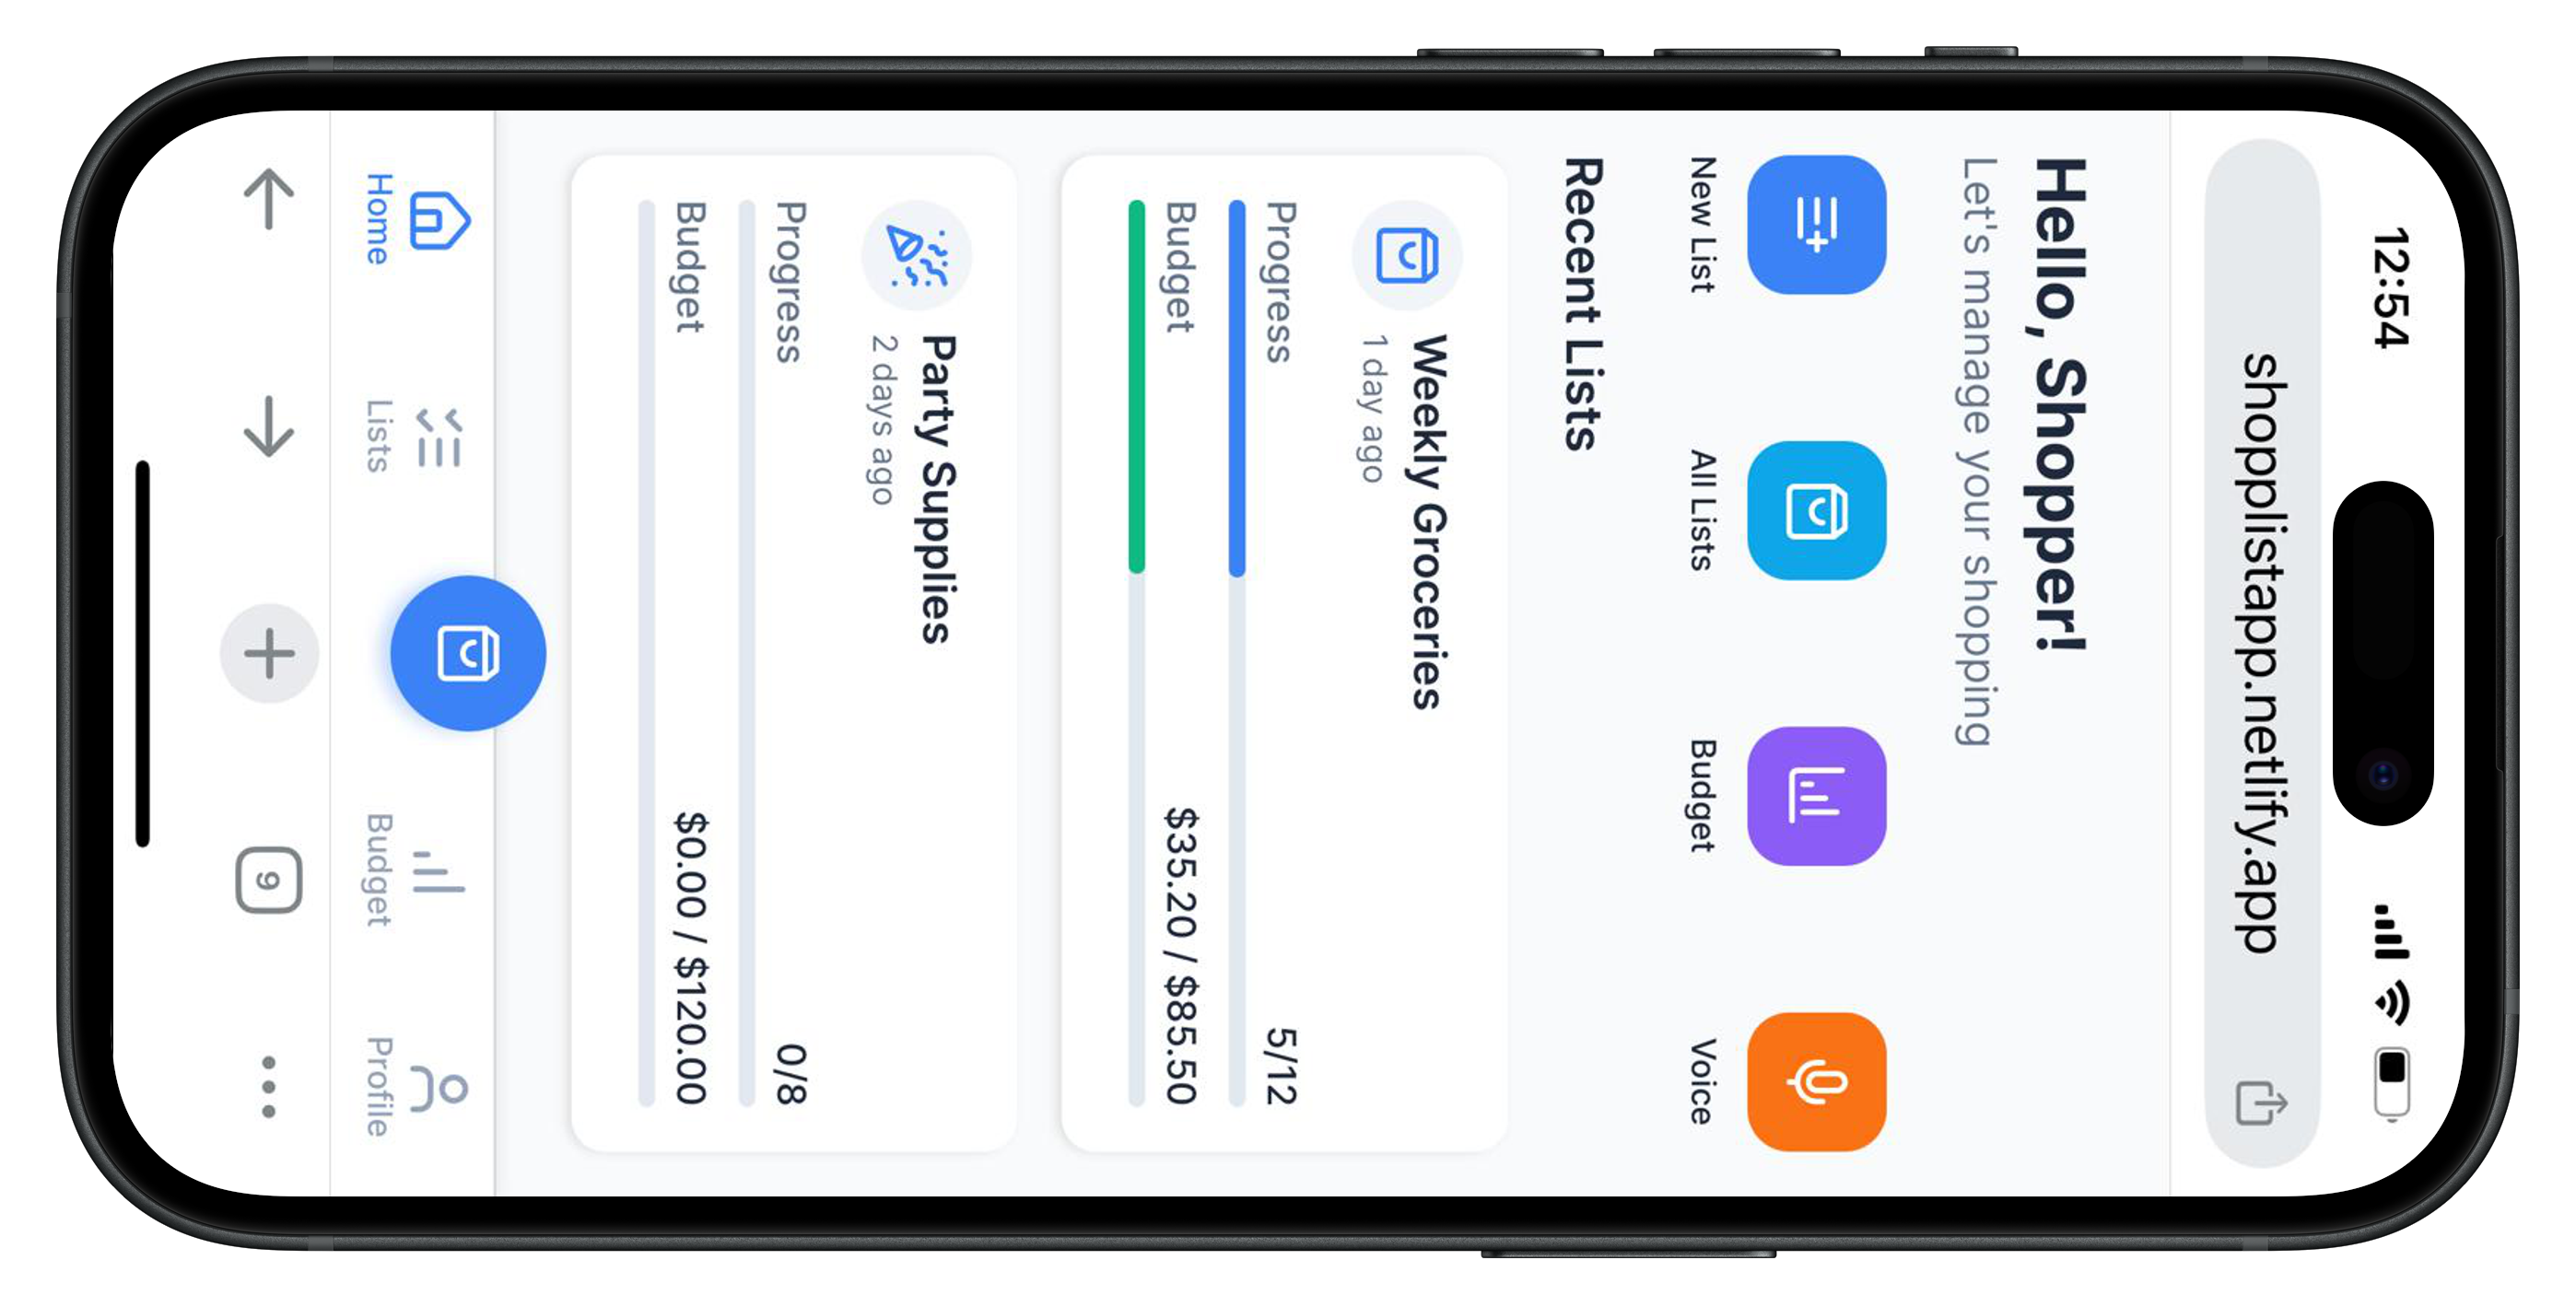 12:54
shopplistapp.netlify.app
Hello, Shopper!
Let's manage your shopping
New List
All Lists
Budget
Voice
Recent Lists
Weekly Groceries
1 day ago
Progress
5/12
Budget
$35.20 / $85.50
Party Supplies
2 days ago
Progress
0/8
Budget
$0.00 / $120.00
Home
Lists
Budget
Profile
9